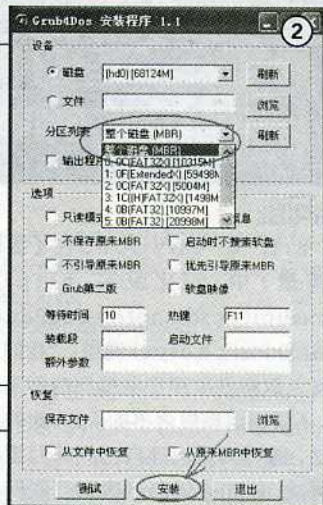 Grub4Dos 安装程序 1.1
2
设备
磁盘 (hd0) [68124M] 刷新
文件 浏览
分区列表 整个磁盘 (MBR) 刷新
整个磁盘 (MBR)
输出程序 0: 0C(FAT32X) [10315M]
1: 0F(ExtendedX) [59498M
2: 0C(FAT32X) [5004M]
选项 3: 1C((H)FAT32X) [1498M
只读模式 4: 0B(FAT32) [10997M] 信息
5: 0B(FAT32) [20998M]
不保存原来MBR 启动时不搜索软盘
不引导原来MBR 优先引导原来MBR
Grub第二版 软盘映像
等待时间 10 热键 F11
装载段 启动文件
额外参数
恢复
保存文件 浏览
从文件中恢复 从原来MBR中恢复
测试 安装 退出